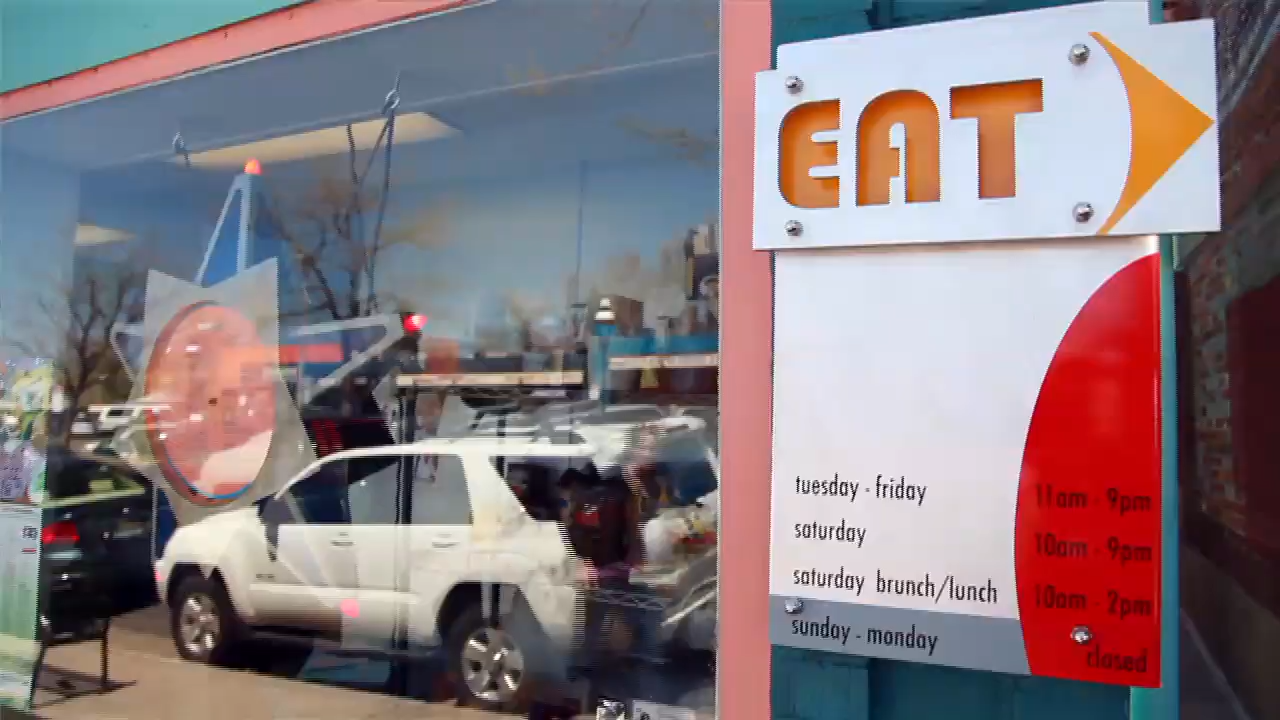 EAT
tuesday - friday 11am - 9pm
saturday 10am - 9pm
saturday brunch/lunch 10am - 2pm
sunday - monday closed